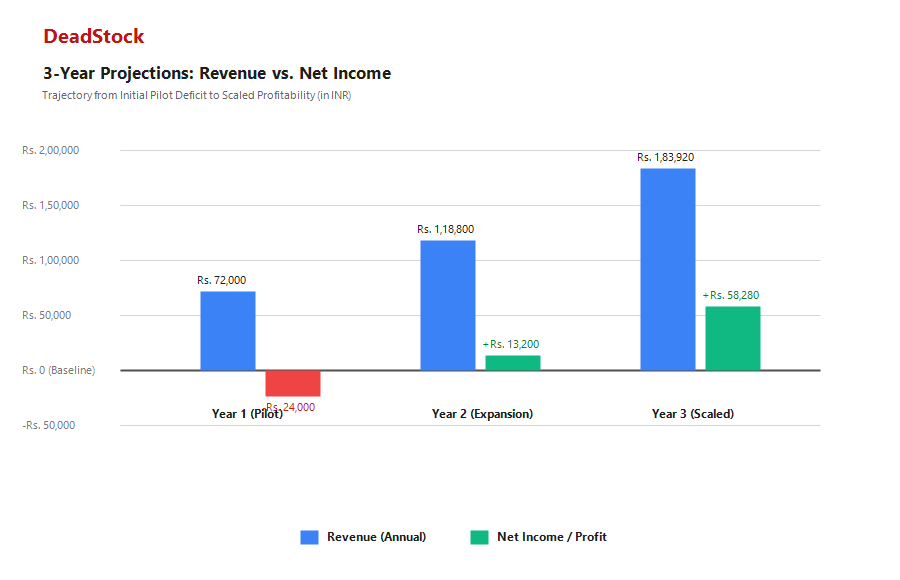 DeadStock
3-Year Projections: Revenue vs. Net Income
Trajectory from Initial Pilot Deficit to Scaled Profitability (in INR)
Rs. 2,00,000
Rs. 1,83,920
Rs. 1,50,000
Rs. 1,18,800
Rs. 1,00,000
Rs. 72,000
+Rs. 58,280
Rs. 50,000
+Rs. 13,200
Rs. 0 (Baseline)
-Rs. 24,000
Year 1 (Pilot)
Year 2 (Expansion)
Year 3 (Scaled)
-Rs. 50,000
Revenue (Annual)
Net Income / Profit